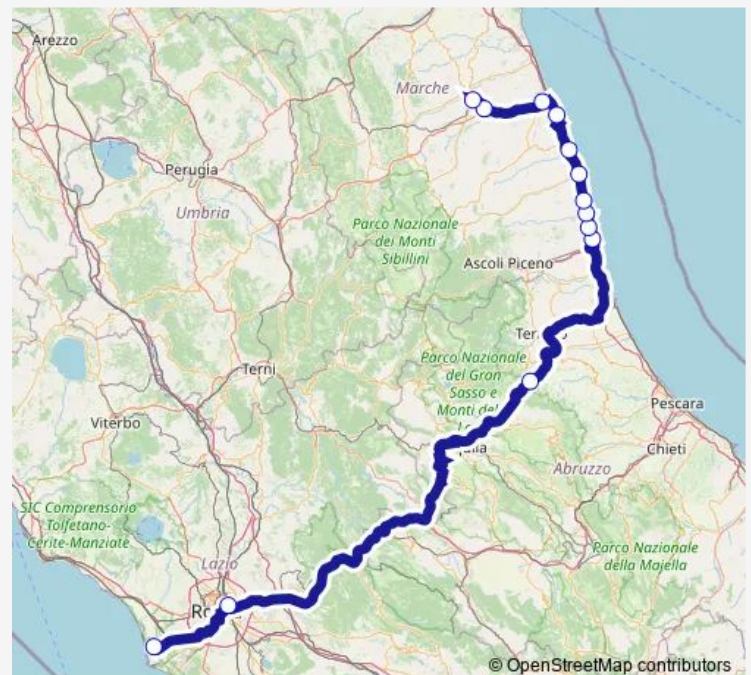 Arezzo
Marche
Perugia
Umbria
Parco Nazionale
dei Monti
Sibillini
Ascoli Piceno
Parco Nazionale
del Gran
Sasso e
Monti del
Terni
Pescara
Viterbo
Chieti
Abruzzo
SIC Comprensorio
Tolfetano-
Cerite-Manziate
Parco Nazionale
della Majella
Lazio
© OpenStreetMap contributors